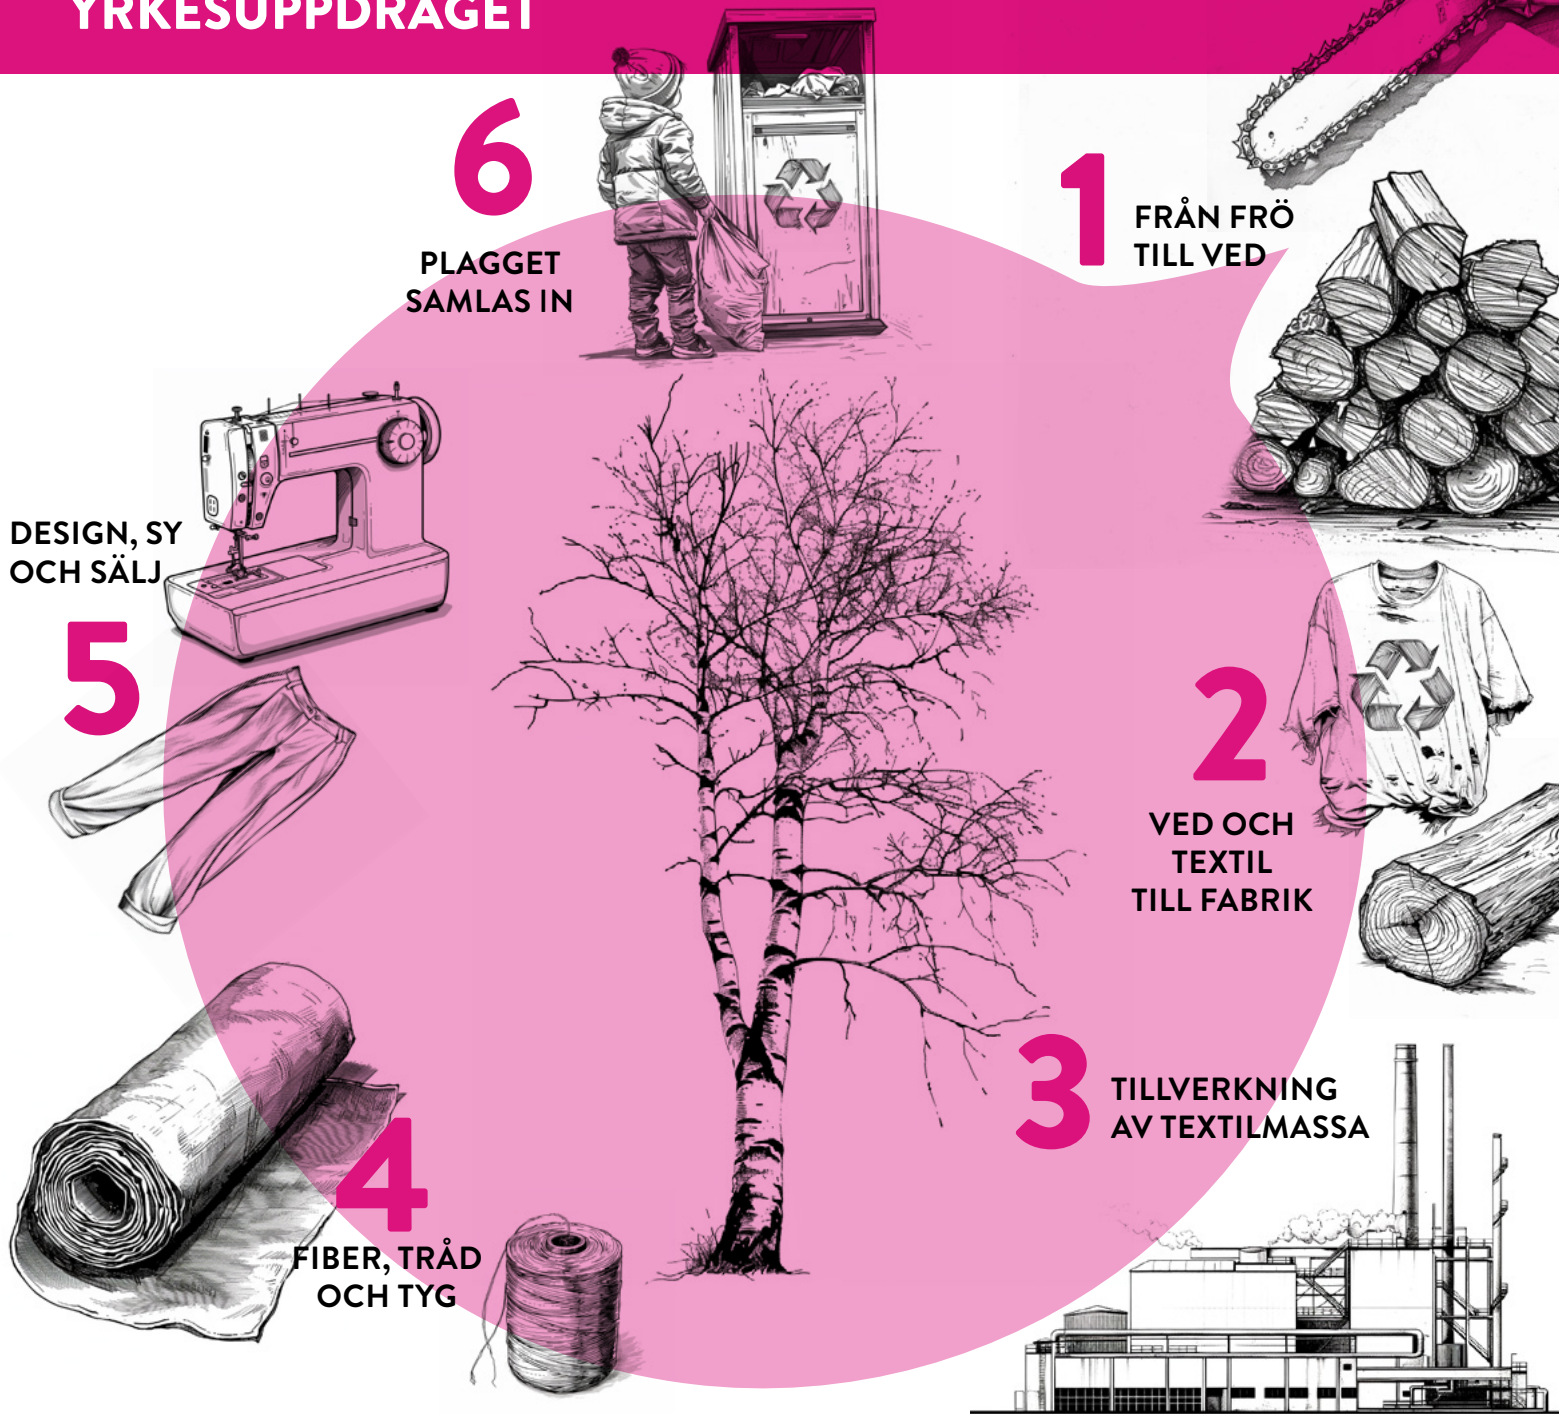 YRKESUPPDRAGET
1
FRÅN FRÖ
TILL VED
2
VED OCH
TEXTIL
TILL FABRIK
3
TILLVERKNING
AV TEXTILMASSA
4
FIBER, TRÅD
OCH TYG
5
DESIGN, SY
OCH SÄLJ
6
PLAGGET
SAMLAS IN